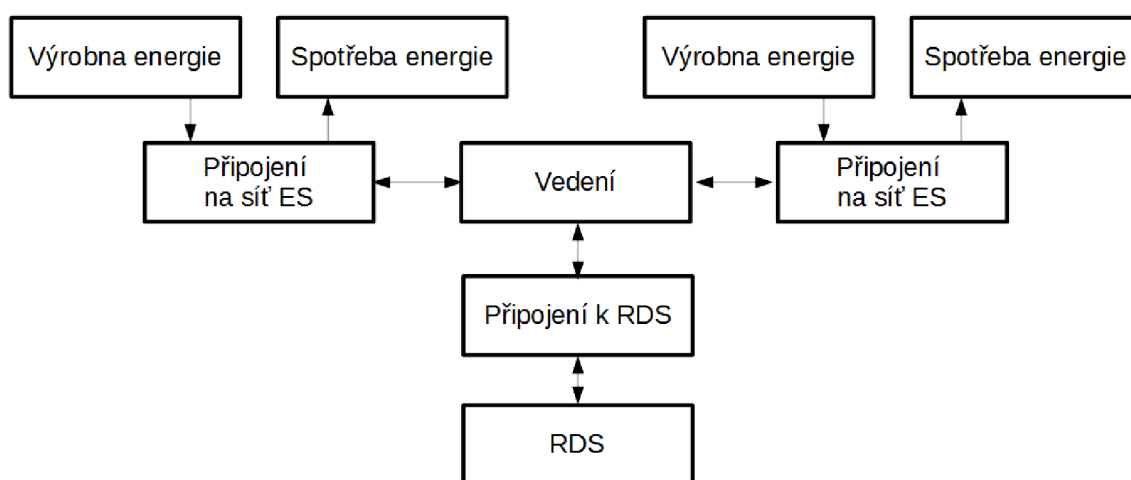 Výrobna energie
Spotřeba energie
Výrobna energie
Spotřeba energie
Připojení
na síť ES
Vedení
Připojení
na síť ES
Připojení k RDS
RDS